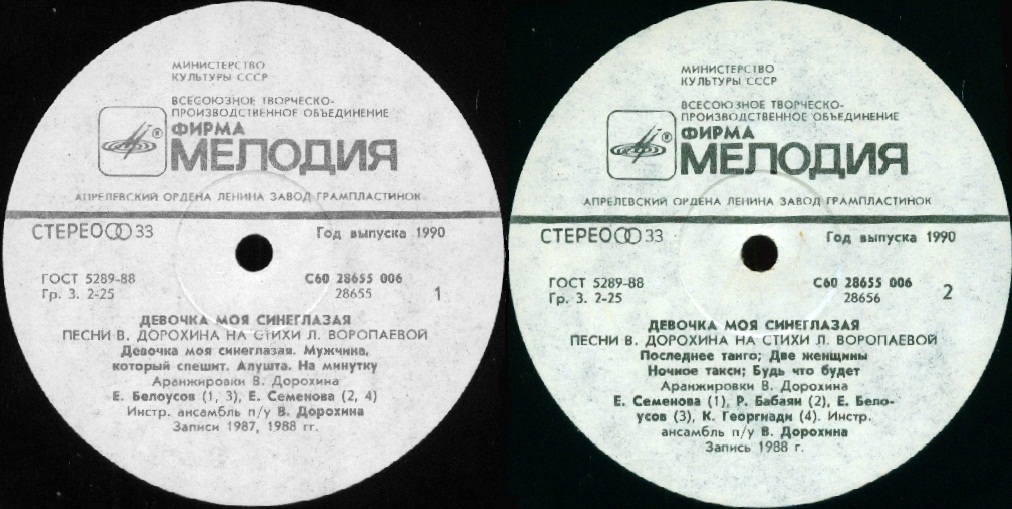 МИНИСТЕРСТВО
КУЛЬТУРЫ СССР
ВСЕСОЮЗНОЕ ТВОРЧЕСКО-
ПРОИЗВОДСТВЕННОЕ ОБЪЕДИНЕНИЕ
ФИРМА
®
МЕЛОДИЯ
АПРЕЛЕВСКИЙ ОРДЕНА ЛЕНИНА ЗАВОД ГРАМПЛАСТИНОК
СТЕРЕО 33
Год выпуска 1990
ГОСТ 5289-88
С60 28655 006
Гр. 3. 2-25
28655
1
ДЕВОЧКА МОЯ СИНЕГЛАЗАЯ
ПЕСНИ В. ДОРОХИНА НА СТИХИ Л. ВОРОПАЕВОЙ
Девочка моя синеглазая. Мужчина,
который спешит. Алушта. На минутку
Аранжировки В. Дорохина
Е. Белоусов (1, 3), Е. Семенова (2, 4)
Инстр. ансамбль п/у В. Дорохина
Записи 1987, 1988 гг.
МИНИСТЕРСТВО
КУЛЬТУРЫ СССР
ВСЕСОЮЗНОЕ ТВОРЧЕСКО-
ПРОИЗВОДСТВЕННОЕ ОБЪЕДИНЕНИЕ
ФИРМА
®
МЕЛОДИЯ
АПРЕЛЕВСКИЙ ОРДЕНА ЛЕНИНА ЗАВОД ГРАМПЛАСТИНОК
СТЕРЕО 33
Год выпуска 1990
ГОСТ 5289-88
С60 28655 006
Гр. 3. 2-25
28656
2
ДЕВОЧКА МОЯ СИНЕГЛАЗАЯ
ПЕСНИ В. ДОРОХИНА НА СТИХИ Л. ВОРОПАЕВОЙ
Последнее танго; Две женщины
Ночное такси; Будь что будет
Аранжировки В. Дорохина
Е. Семенова (1), Р. Бабаян (2), Е. Бело-
усов (3), К. Георгиади (4). Инстр.
ансамбль п/у В. Дорохина
Запись 1988 г.